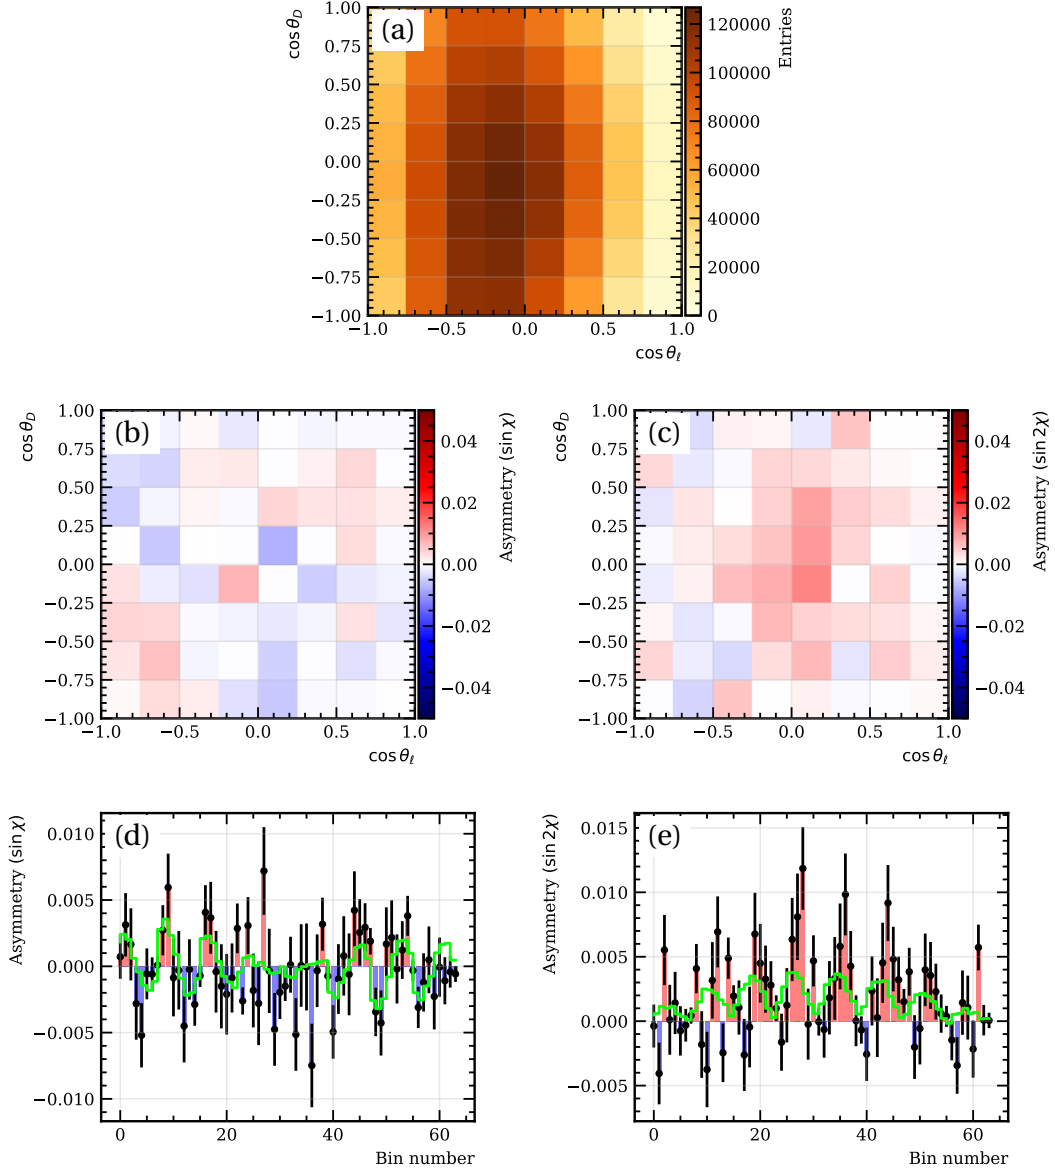 (a)
cos θ_D
1.00
0.75
0.50
0.25
0.00
−0.25
−0.50
−0.75
−1.00
−1.0 −0.5 0.0 0.5 1.0
cos θ_ℓ
120000
100000
80000
60000
40000
20000
0
Entries
(b)
cos θ_D
1.00
0.75
0.50
0.25
0.00
−0.25
−0.50
−0.75
−1.00
−1.0 −0.5 0.0 0.5 1.0
cos θ_ℓ
0.04
0.02
0.00
−0.02
−0.04
Asymmetry (sin χ)
(c)
cos θ_D
1.00
0.75
0.50
0.25
0.00
−0.25
−0.50
−0.75
−1.00
−1.0 −0.5 0.0 0.5 1.0
cos θ_ℓ
0.04
0.02
0.00
−0.02
−0.04
Asymmetry (sin 2χ)
(d)
Asymmetry (sin χ)
0.010
0.005
0.000
−0.005
−0.010
0 20 40 60
Bin number
(e)
Asymmetry (sin 2χ)
0.015
0.010
0.005
0.000
−0.005
0 20 40 60
Bin number